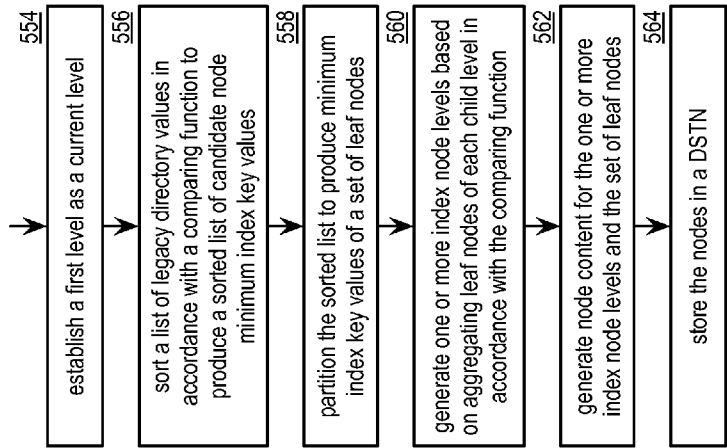 554
establish a first level as a current level
556
sort a list of legacy directory values in
accordance with a comparing function to
produce a sorted list of candidate node
minimum index key values
558
partition the sorted list to produce minimum
index key values of a set of leaf nodes
560
generate one or more index node levels based
on aggregating leaf nodes of each child level in
accordance with the comparing function
562
generate node content for the one or more
index node levels and the set of leaf nodes
564
store the nodes in a DSTN